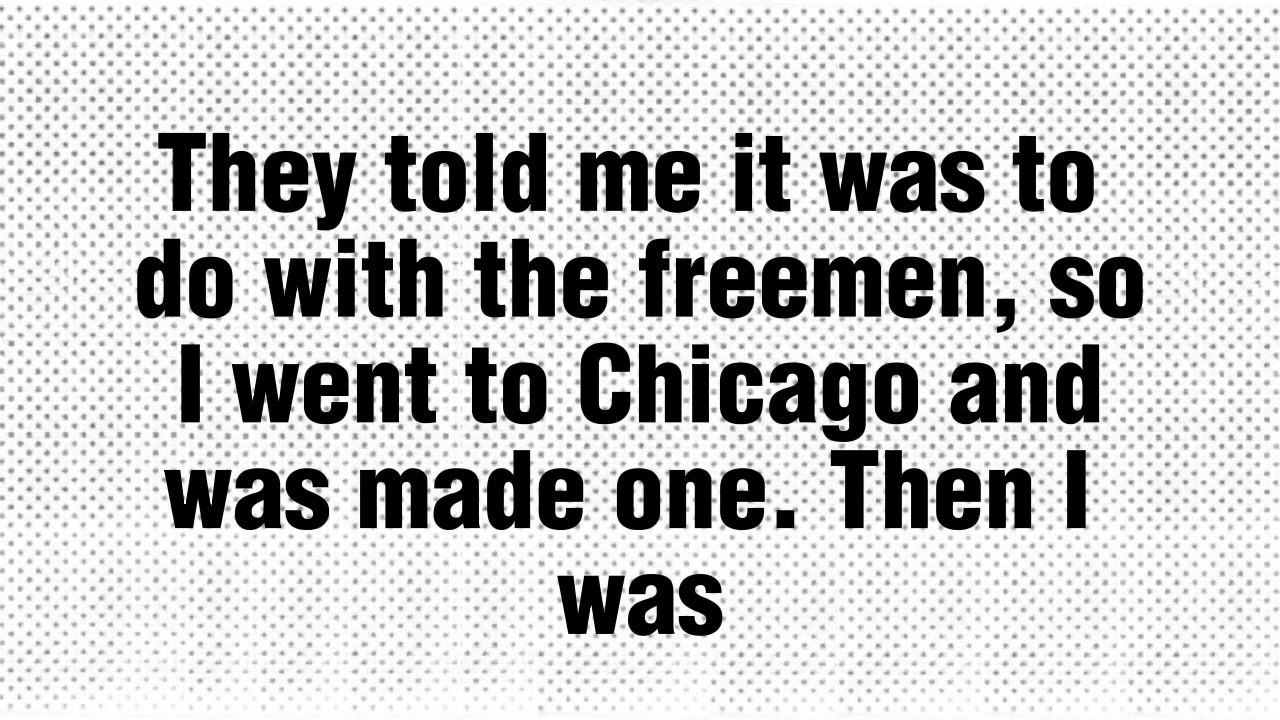 They told me it was to
do with the freemen, so
I went to Chicago and
was made one. Then I
was